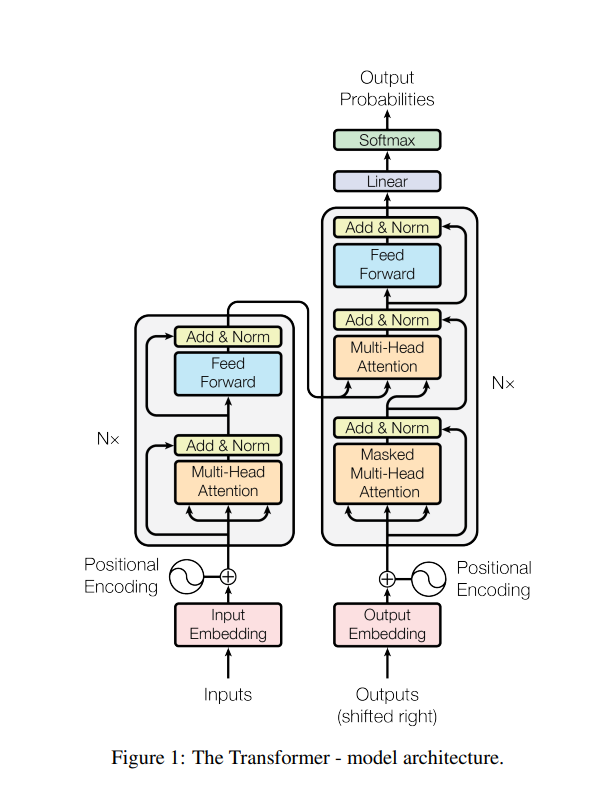 Output
Probabilities
Softmax
Linear
Add & Norm
Feed
Forward
Add & Norm
Multi-Head
Attention
Add & Norm
Masked
Multi-Head
Attention
N×
Add & Norm
Feed
Forward
Add & Norm
Multi-Head
Attention
N×
Positional
Encoding
Positional
Encoding
Input
Embedding
Output
Embedding
Inputs
Outputs
(shifted right)
Figure 1: The Transformer - model architecture.